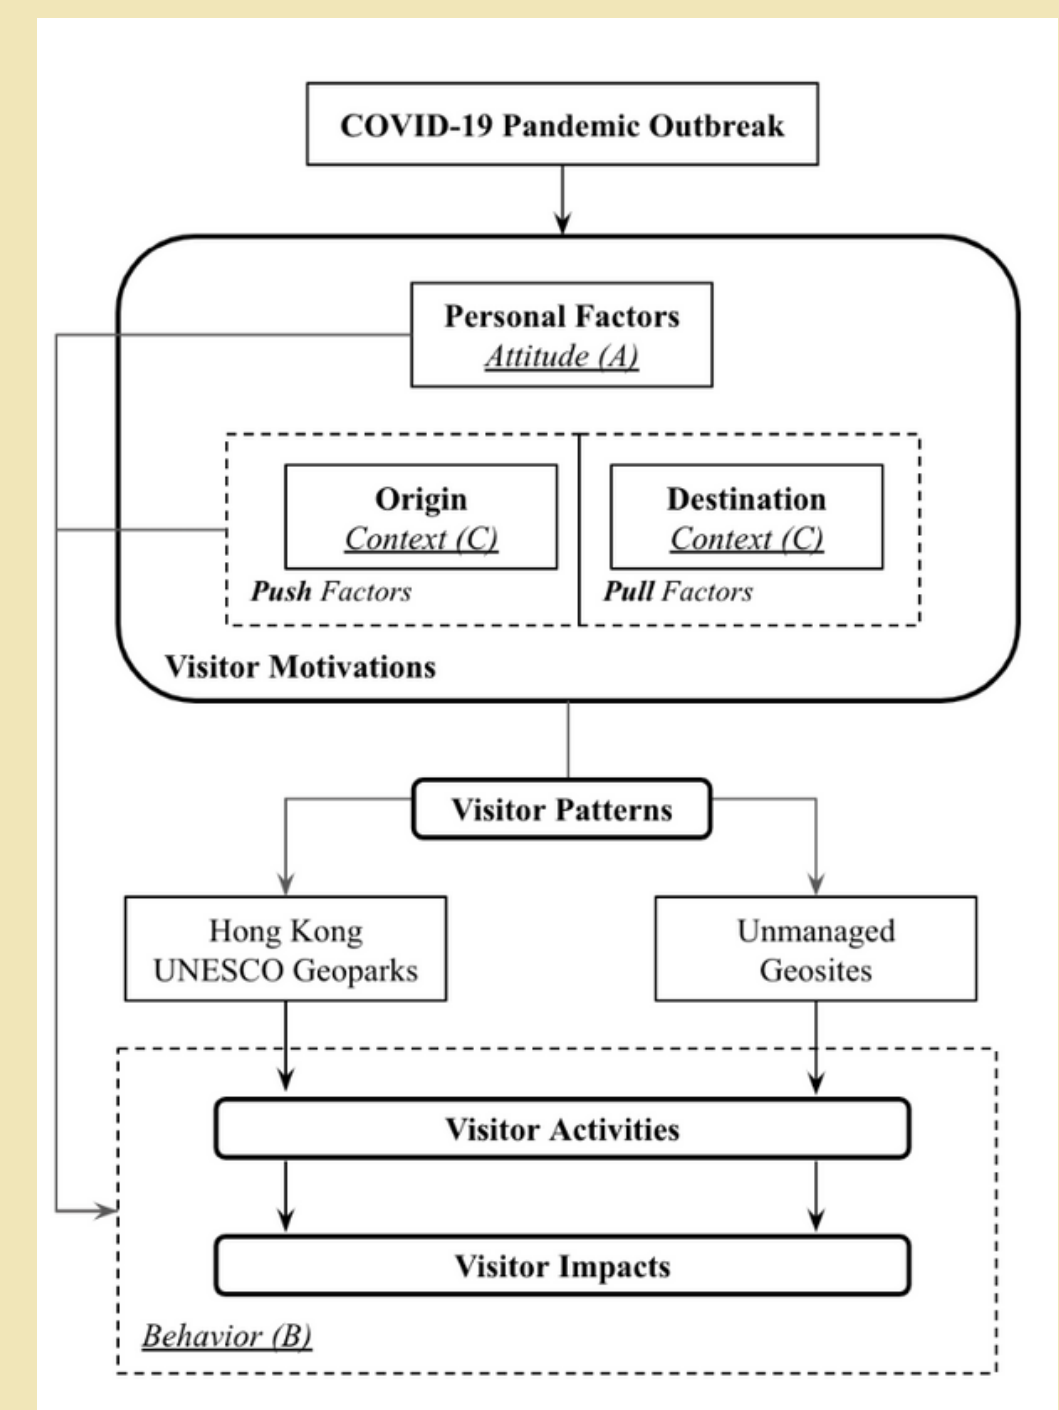 COVID-19 Pandemic Outbreak
Personal Factors
Attitude (A)
Origin
Context (C)
Push Factors
Destination
Context (C)
Pull Factors
Visitor Motivations
Visitor Patterns
Hong Kong
UNESCO Geoparks
Unmanaged
Geosites
Visitor Activities
Visitor Impacts
Behavior (B)